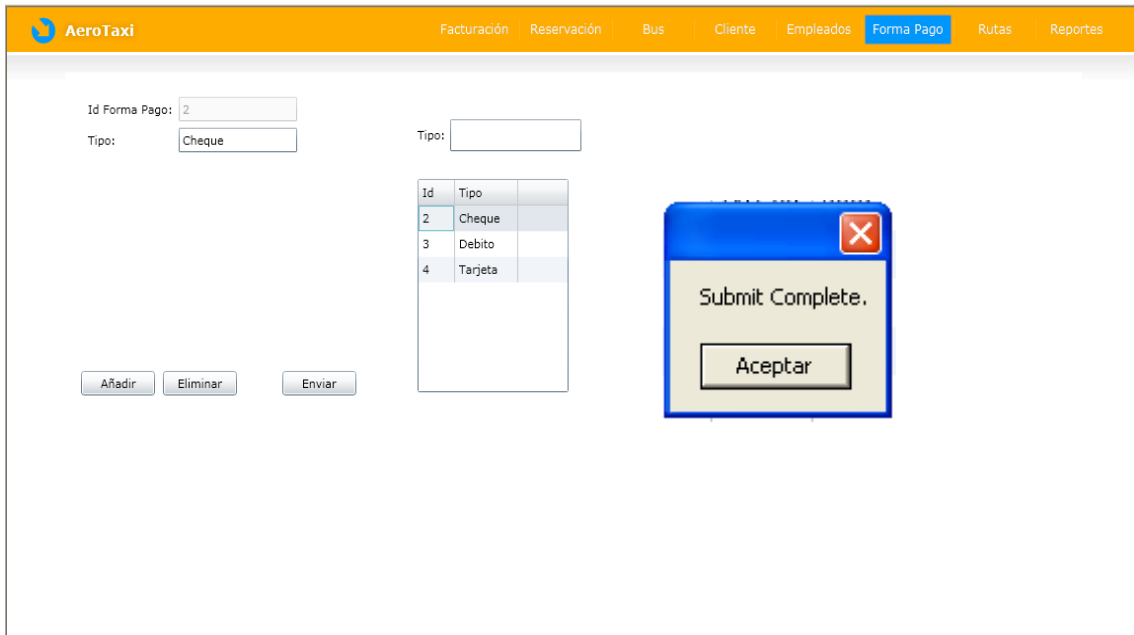 AeroTaxi Facturación Reservación Bus Cliente Empleados Forma Pago Rutas Reportes
Id Forma Pago: 2
Tipo: Cheque
Tipo:
Id Tipo
2 Cheque
3 Debito
4 Tarjeta
Submit Complete.
Aceptar
Añadir Eliminar Enviar